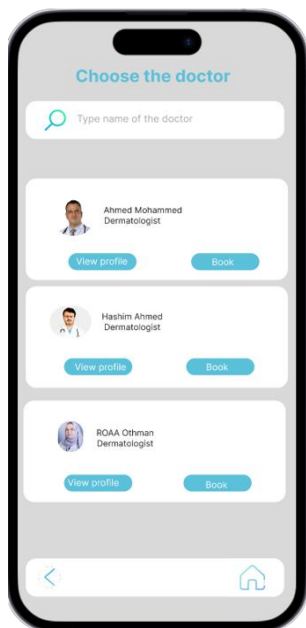 Choose the doctor
Type name of the doctor
Ahmed Mohammed
Dermatologist
View profile
Book
Hashim Ahmed
Dermatologist
View profile
Book
ROAA Othman
Dermatologist
View profile
Book